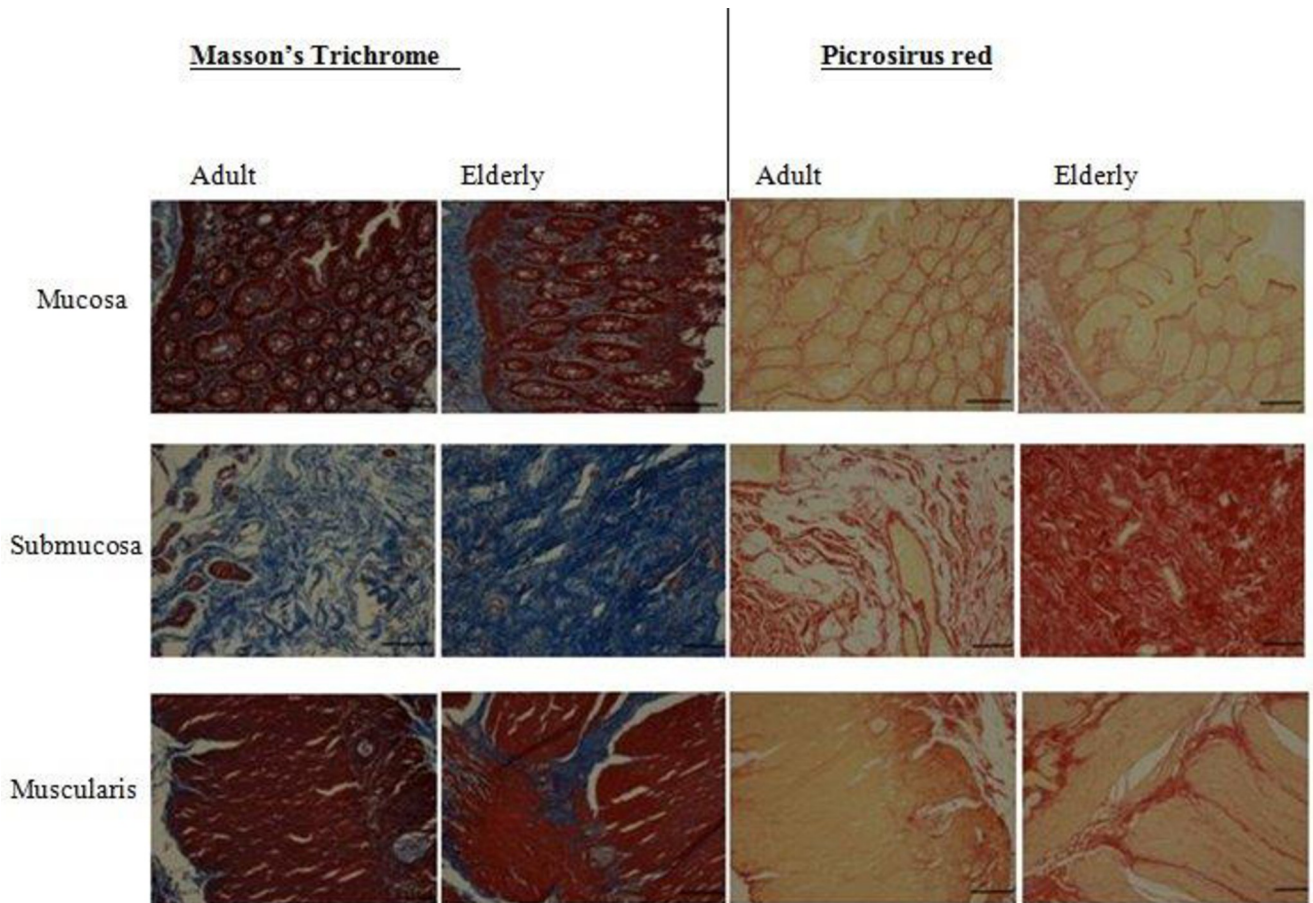 Masson's Trichrome
Picrosirus red
Adult
Elderly
Adult
Elderly
Mucosa
Submucosa
Muscularis